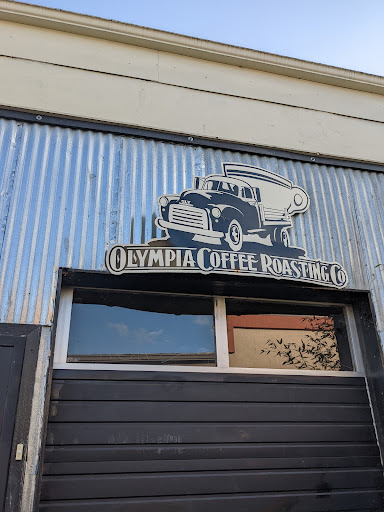 OLYMPIA COFFEE ROASTING CO